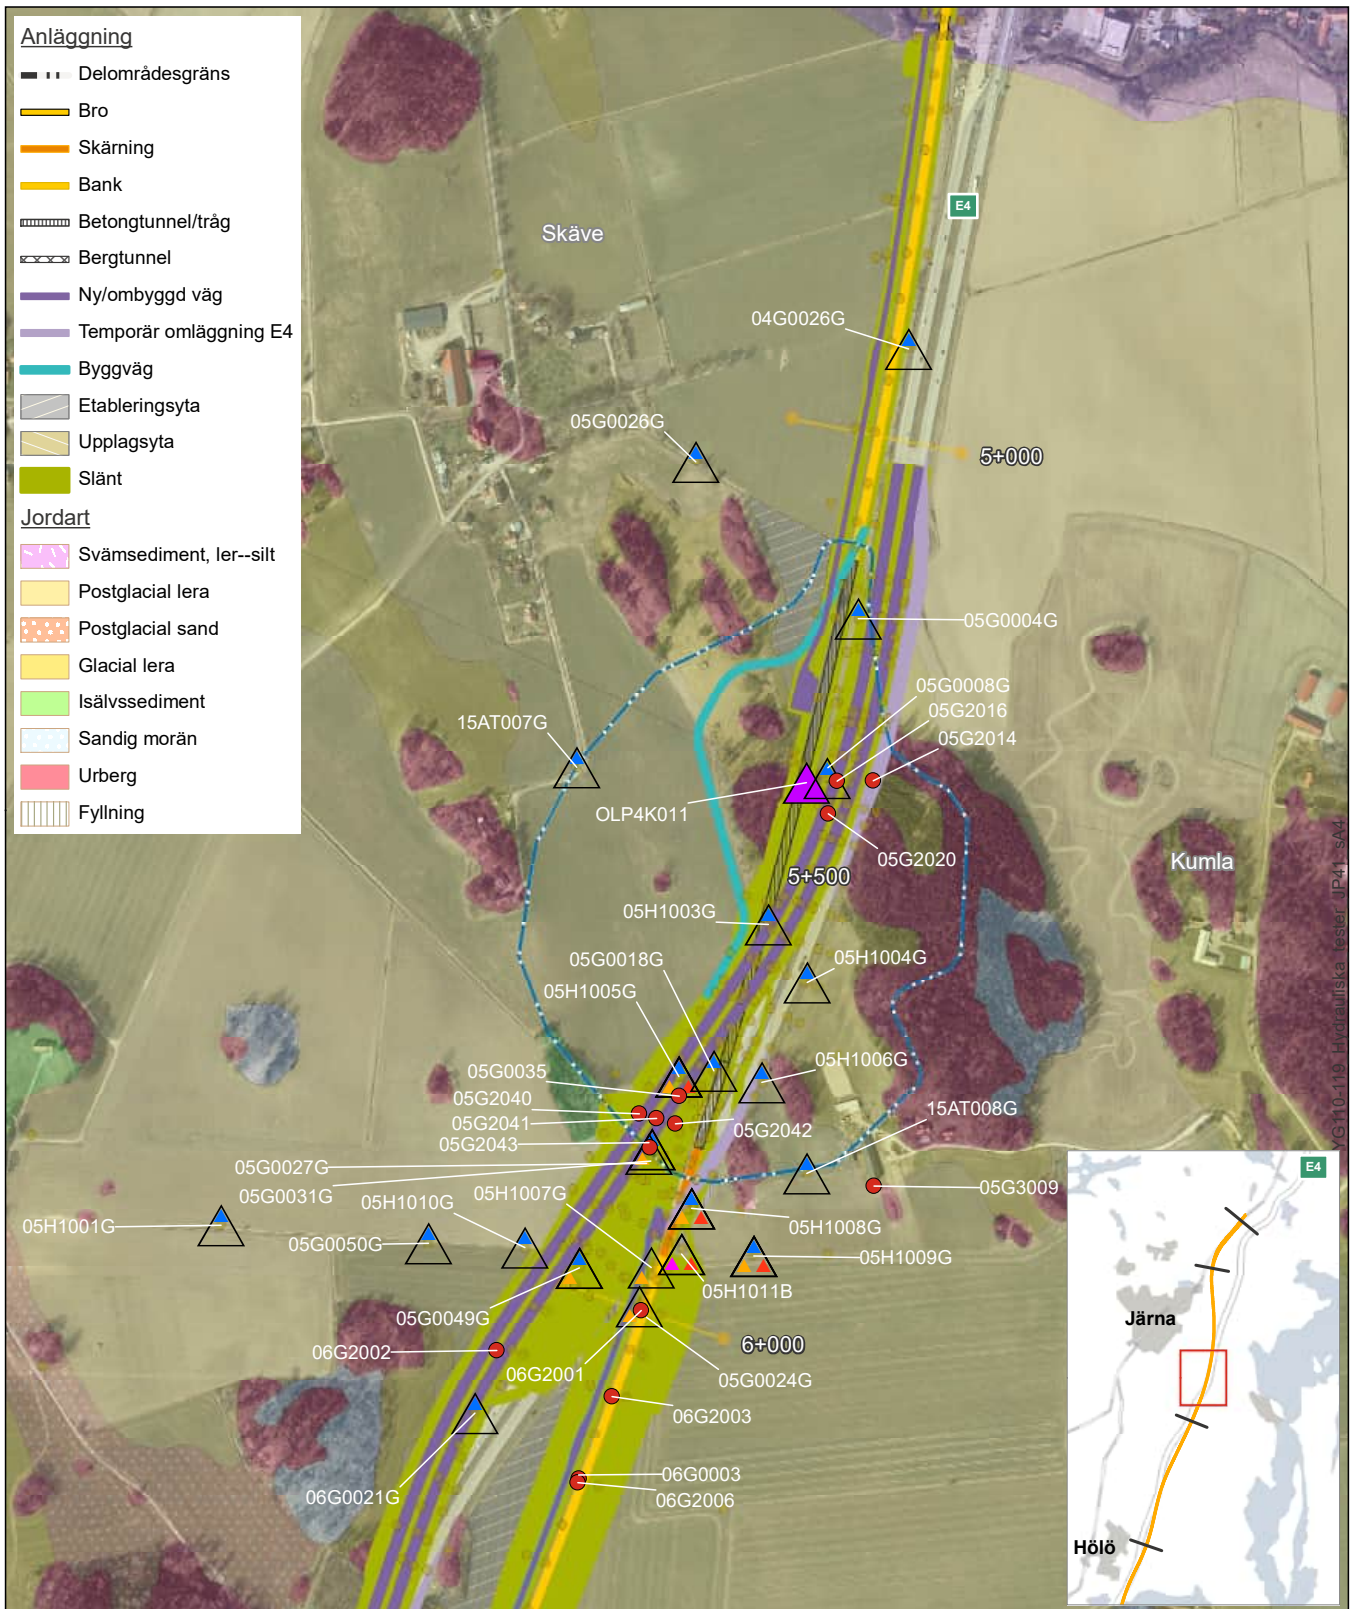 Anläggning
Delområdesgräns
Bro
Skärning
Bank
Betongtunnel/tråg
Bergtunnel
Ny/ombyggd väg
Temporär omläggning E4
Byggväg
Etableringsyta
Upplagsyta
Slänt
Jordart
Svämsediment, ler--silt
Postglacial lera
Postglacial sand
Glacial lera
Isälvssediment
Sandig morän
Urberg
Fyllning
E4
Skäve
04G0026G
05G0026G
5+000
05G0004G
05G0008G
05G2016
15AT007G
05G2014
OLP4K011
05G2020
Kumla
5+500
05H1003G
05G0018G
05H1004G
05H1005G
05H1006G
05G0035
05G2040
15AT008G
05G2041
05G2042
05G2043
05G0027G
05G0031G
05H1007G
05G3009
05H1010G
05H1001G
05H1008G
05G0050G
05H1009G
05H1011B
05G0049G
6+000
06G2002
06G2001
05G0024G
06G2003
06G0003
06G0021G
06G2006
E4
Järna
Hölö